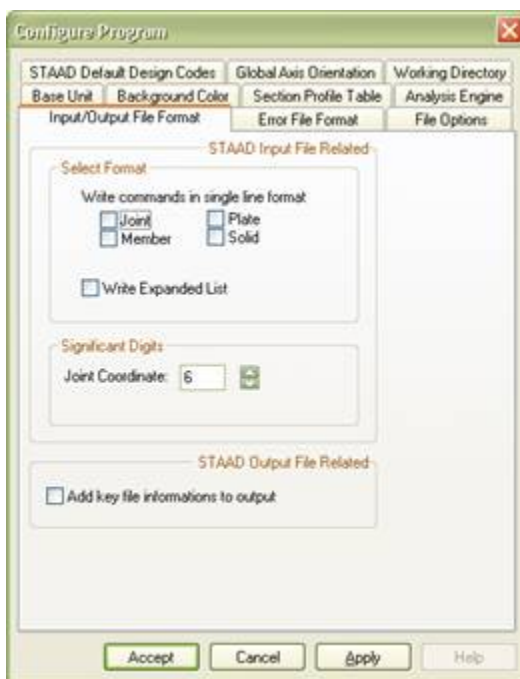 Configure Program
STAAD Default Design Codes Global Axis Orientation Working Directory
Base Unit Background Color Section Profile Table Analysis Engine
Input/Output File Format Error File Format File Options
STAAD Input File Related
Select Format
Write commands in single line format
Joint Plate
Member Solid
Write Expanded List
Significant Digits
Joint Coordinate: 6
STAAD Output File Related
Add key file informations to output
Accept Cancel Apply Help